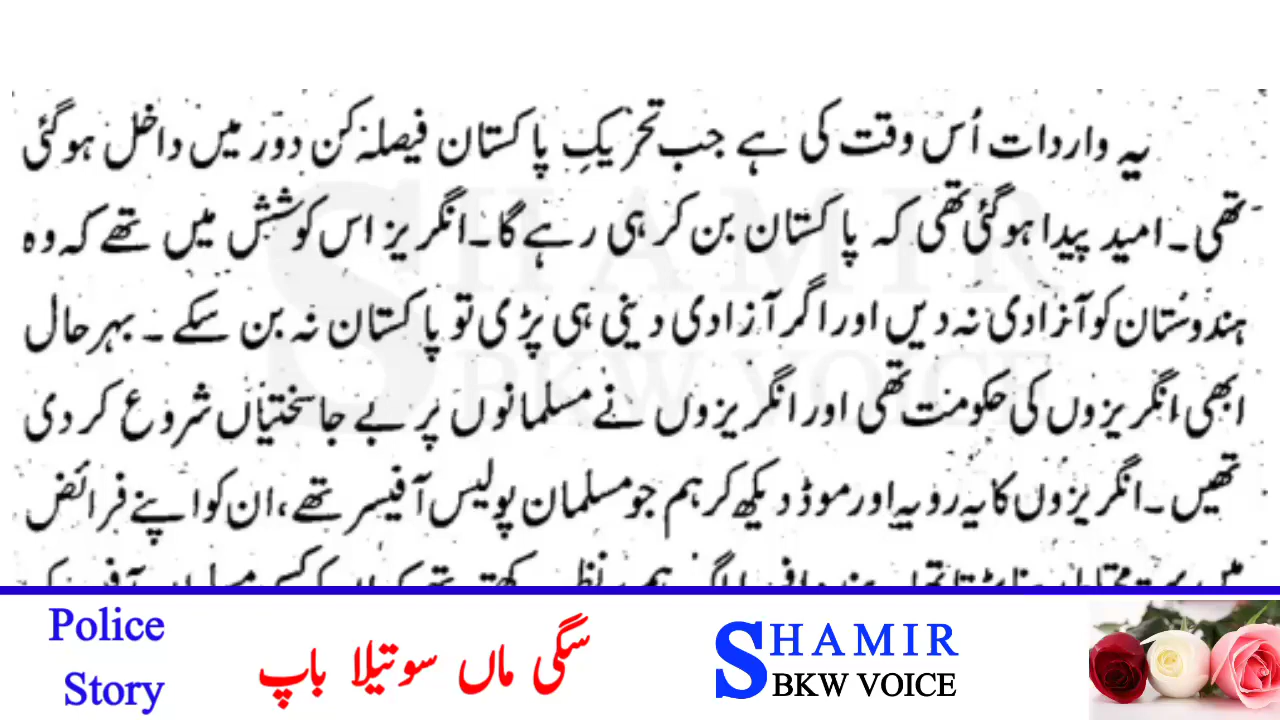 یہ واردات اُس وقت کی ہے جب تحریکِ پاکستان فیصلہ کن دور میں داخل ہوگئی
تھی۔ امید پیدا ہوگئی تھی کہ پاکستان بن کر ہی رہے گا۔ انگریز اس کوشش میں تھے کہ وہ
ہندوستان کو آزادی نہ دیں اور اگر آزادی دینی ہی پڑی تو پاکستان نہ بن سکے۔ بہرحال
ابھی انگریزوں کی حکومت تھی اور انگریزوں نے مسلمانوں پر بے جا سختیاں شروع کر دی
تھیں۔ انگریزوں کا یہ رویہ اور موڈ دیکھ کر ہم جو مسلمان پولیس آفیسر تھے، ان کو اپنے فرائض
Police
Story
سگی ماں سوتیلا باپ
SHAMIR
BKW VOICE